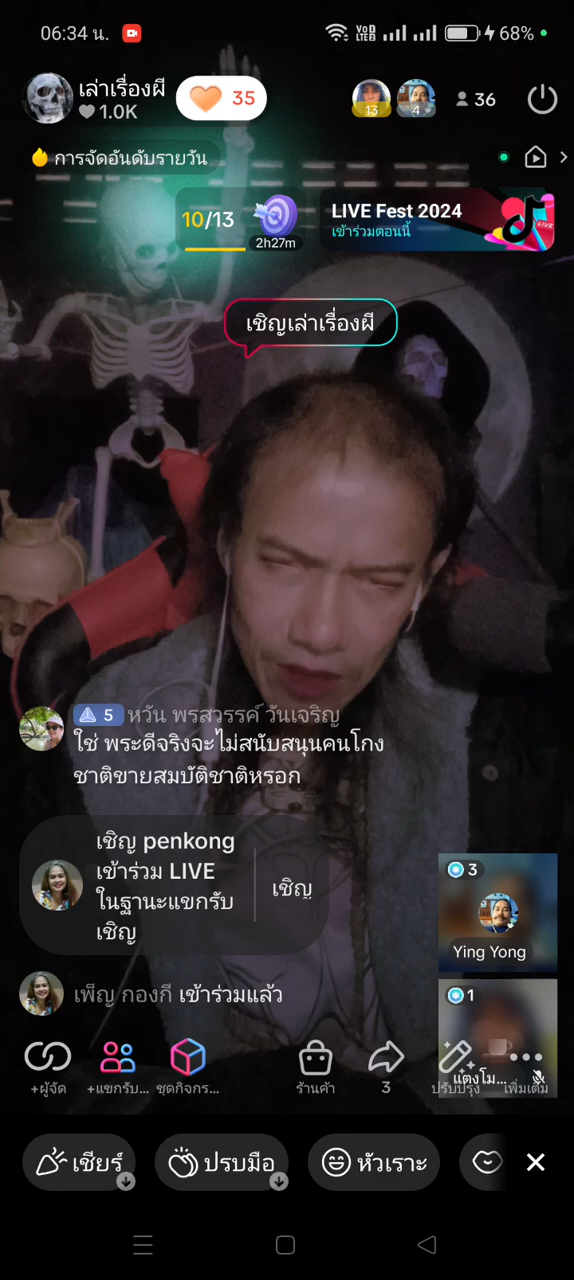 06:34 น.
VoD LTE
68%
เล่าเรื่องผี
1.0K
35
13
4
36
การจัดอันดับรายวัน
10/13
2h27m
LIVE Fest 2024
เข้าร่วมตอนนี้
LIVE
เชิญเล่าเรื่องผี
5 หวัน พรสวรรค์ วันเจริญ
ใช่ พระดีจริงจะไม่สนับสนุนคนโกง
ชาติขายสมบัติชาติหรอก
เชิญ penkong
เข้าร่วม LIVE
ในฐานะแขกรับ
เชิญ
เชิญ
3
Ying Yong
เพ็ญ กองกี เข้าร่วมแล้ว
1
แตงโม...
+ผู้จัด
+แขกรับ...
ชุดกิจกร...
ร้านค้า
3
ปรับปรุง
เพิ่มเติม
เชียร์
ปรบมือ
หัวเราะ